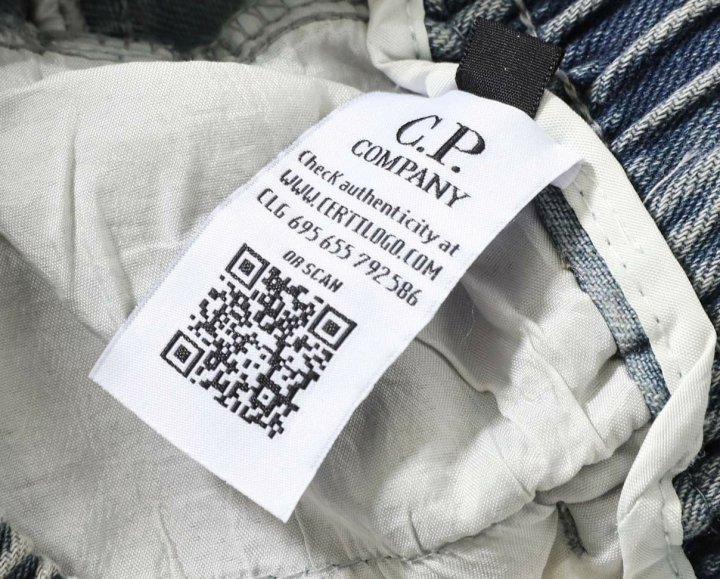 C.P.
COMPANY
Check authenticity at
WWW.CERTILOGO.COM
CLG 695 655 792 586
OR SCAN